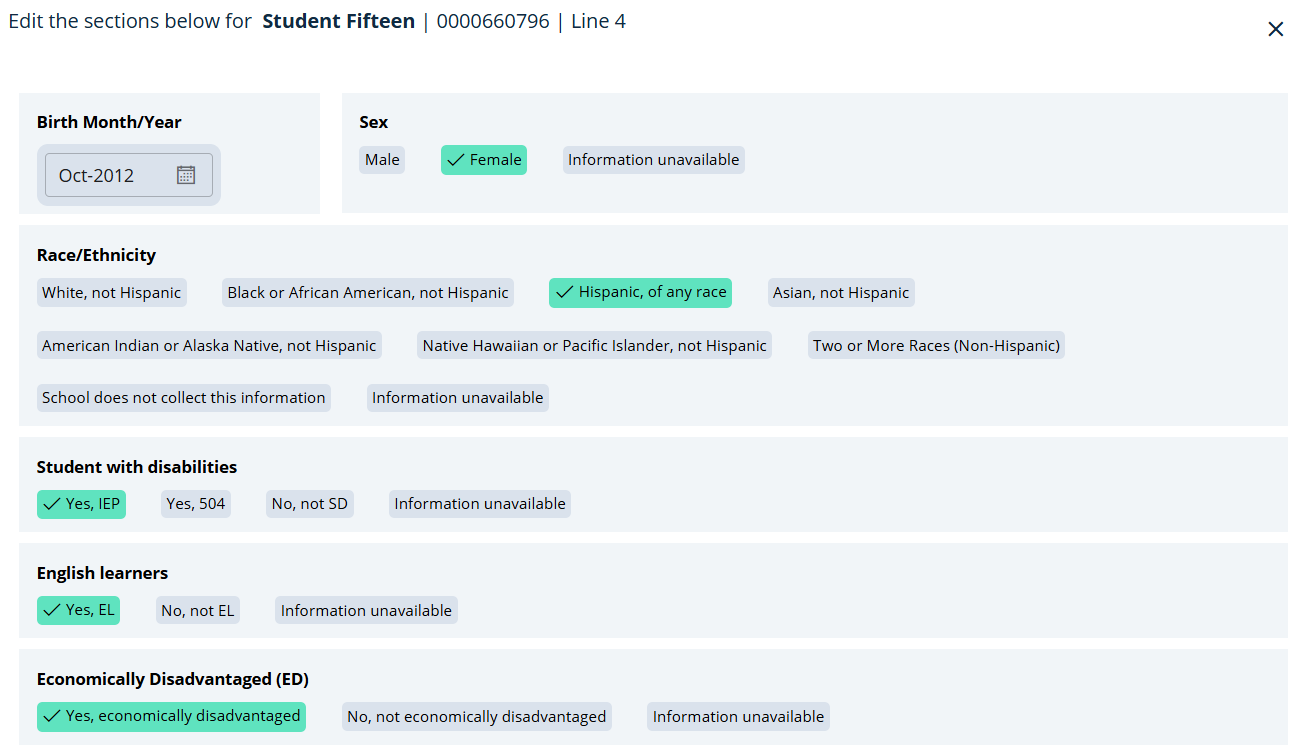 Edit the sections below for Student Fifteen | 0000660796 | Line 4
Birth Month/Year
Oct-2012
Sex
Male Female Information unavailable
Race/Ethnicity
White, not Hispanic Black or African American, not Hispanic Hispanic, of any race Asian, not Hispanic
American Indian or Alaska Native, not Hispanic Native Hawaiian or Pacific Islander, not Hispanic Two or More Races (Non-Hispanic)
School does not collect this information Information unavailable
Student with disabilities
Yes, IEP Yes, 504 No, not SD Information unavailable
English learners
Yes, EL No, not EL Information unavailable
Economically Disadvantaged (ED)
Yes, economically disadvantaged No, not economically disadvantaged Information unavailable